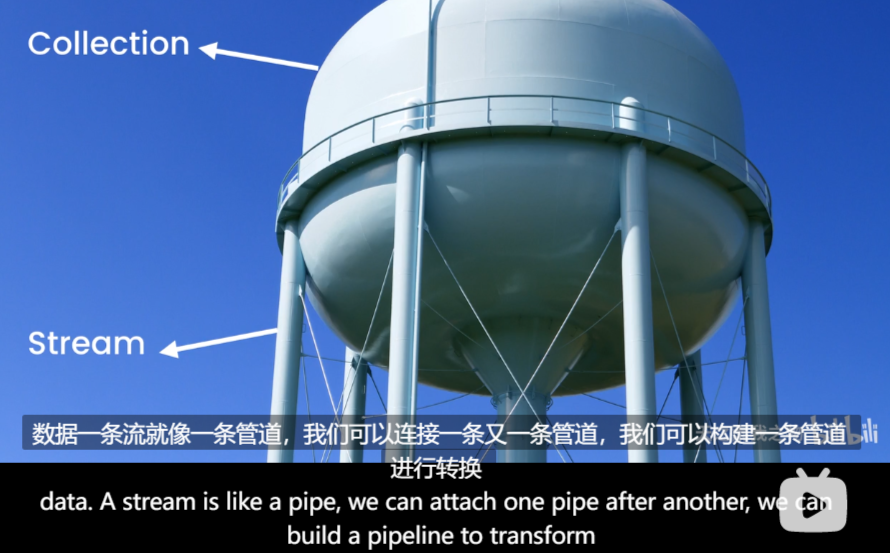 Collection
Stream
数据一条流就像一条管道，我们可以连接一条又一条管道，我们可以构建一条管道
进行转换
data. A stream is like a pipe, we can attach one pipe after another, we can
build a pipeline to transform